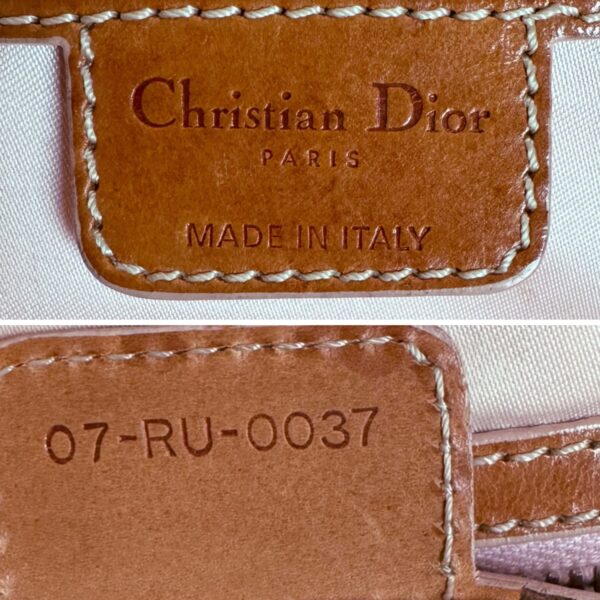 Christian Dior
PARIS
MADE IN ITALY
07-RU-0037